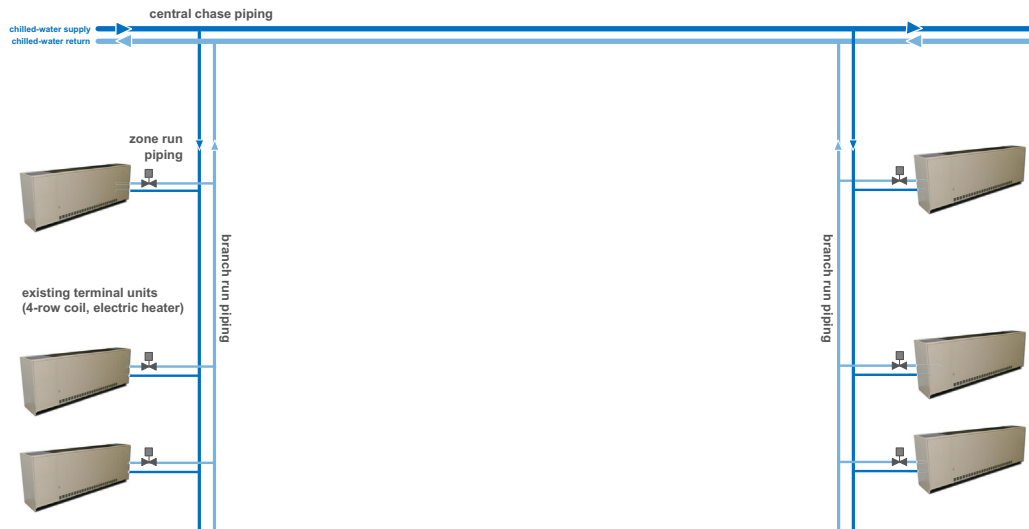 central chase piping
chilled-water supply
chilled-water return
zone run
piping
branch run piping
branch run piping
existing terminal units
(4-row coil, electric heater)